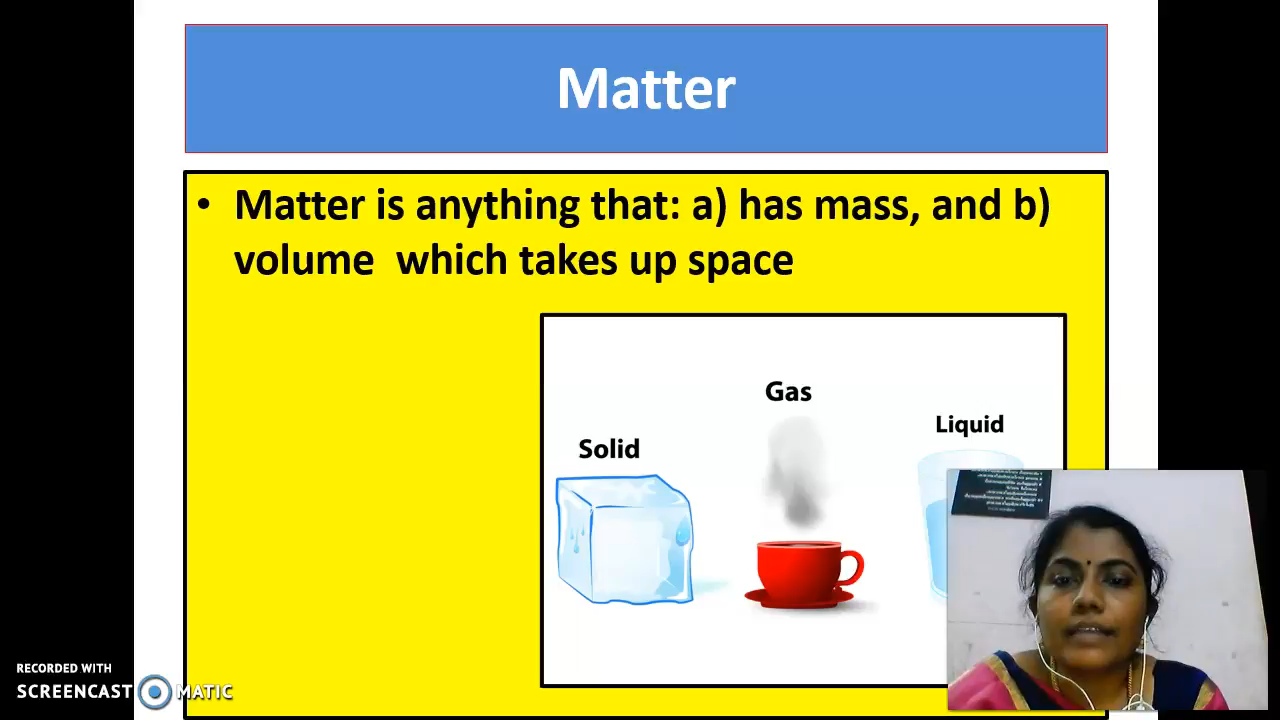 Matter
• Matter is anything that: a) has mass, and b)
volume which takes up space
Gas
Liquid
Solid
RECORDED WITH
SCREENCAST MATIC